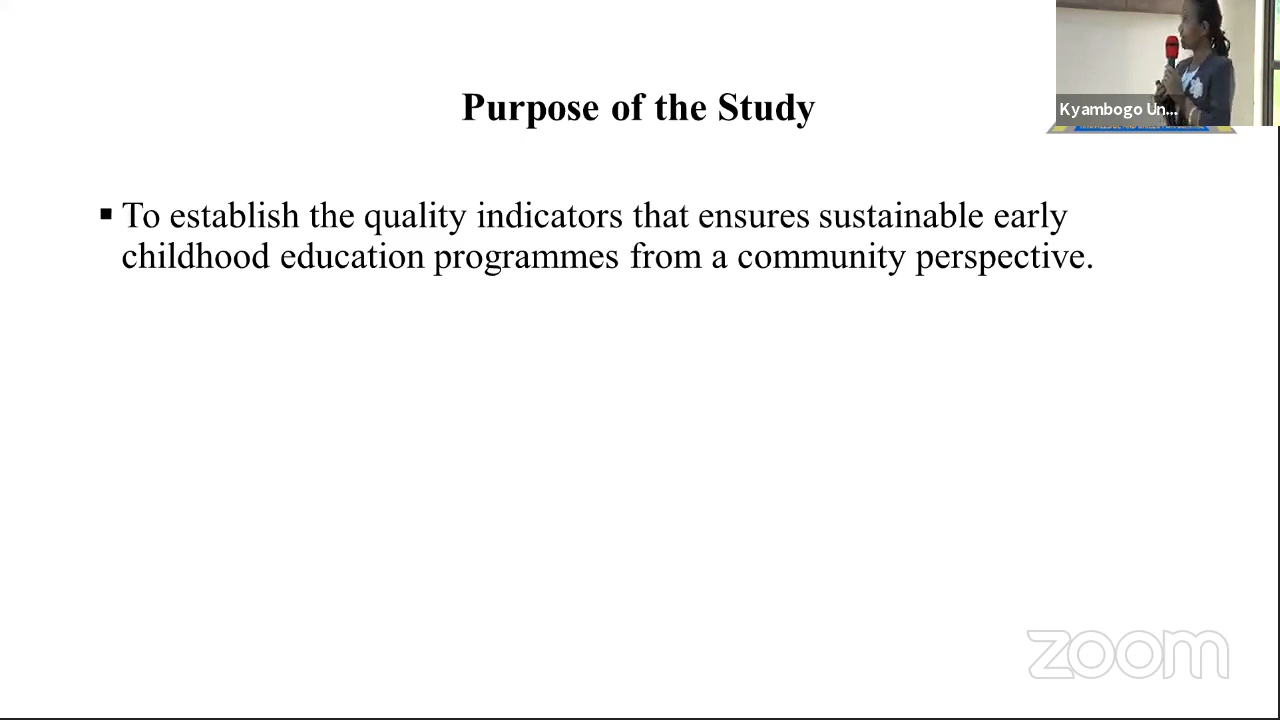 Purpose of the Study
Kyambogo Un...
▪ To establish the quality indicators that ensures sustainable early
childhood education programmes from a community perspective.
zoom